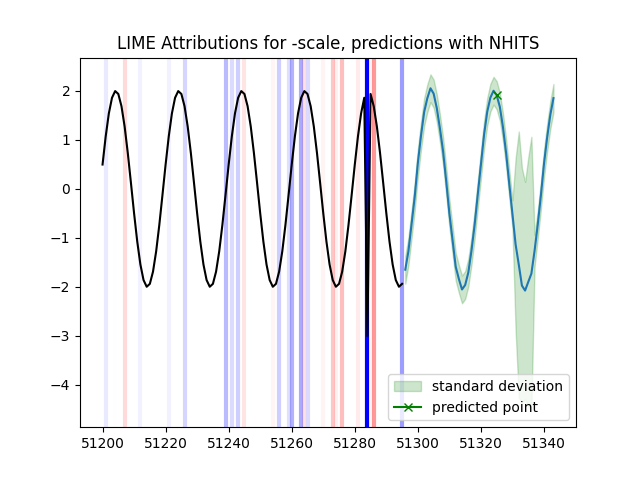 LIME Attributions for -scale, predictions with NHITS
2
1
0
−1
−2
−3
−4
standard deviation
predicted point
51200 51220 51240 51260 51280 51300 51320 51340